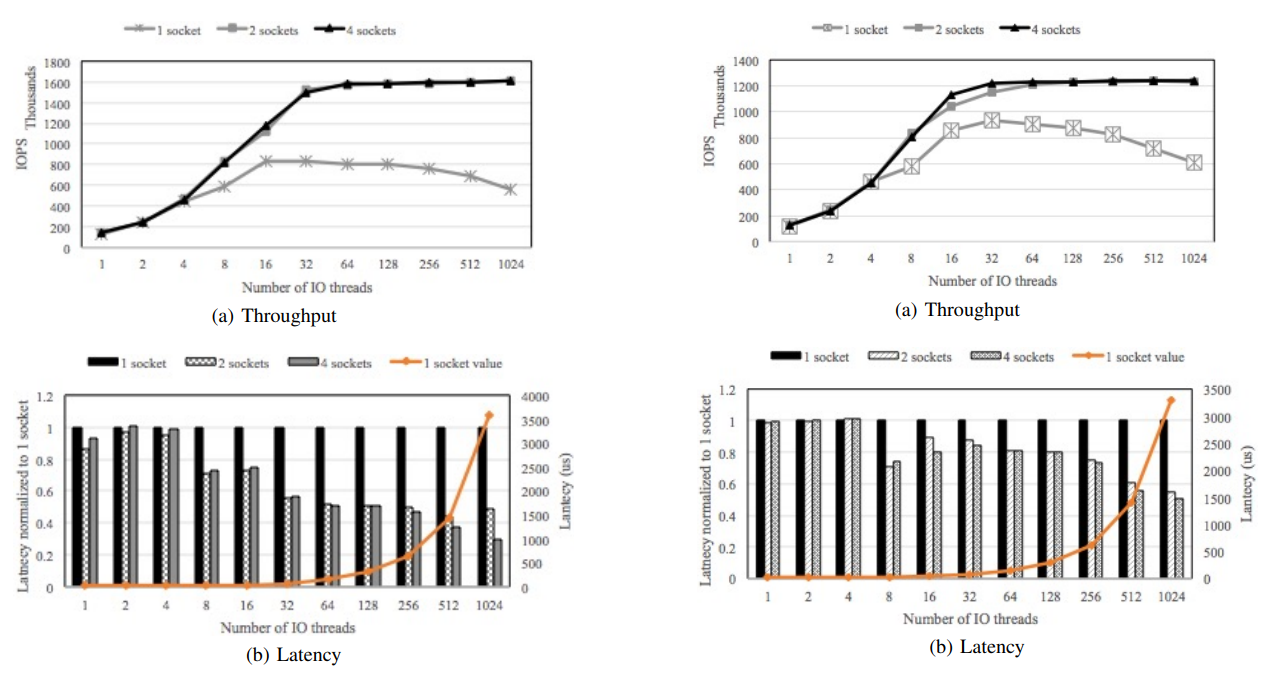 1 socket 2 sockets 4 sockets
1800
1600
1400
1200
1000
800
600
400
200
0
IOPS
Thousands
1 2 4 8 16 32 64 128 256 512 1024
Number of IO threads
(a) Throughput
1 socket 2 sockets 4 sockets 1 socket value
1.2
1
0.8
0.6
0.4
0.2
0
Latnecy normalized to 1 socket
4000
3500
3000
2500
2000
1500
1000
500
0
Lantecy (us)
1 2 4 8 16 32 64 128 256 512 1024
Number of IO threads
(b) Latency
1 socket 2 sockets 4 sockets
1400
1200
1000
800
600
400
200
0
IOPS
Thousands
1 2 4 8 16 32 64 128 256 512 1024
Number of IO threads
(a) Throughput
1 socket 2 sockets 4 sockets 1 socket value
1.2
1
0.8
0.6
0.4
0.2
0
Latnecy normalized to 1 socket
3500
3000
2500
2000
1500
1000
500
0
Lantecy (us)
1 2 4 8 16 32 64 128 256 512 1024
Number of IO threads
(b) Latency